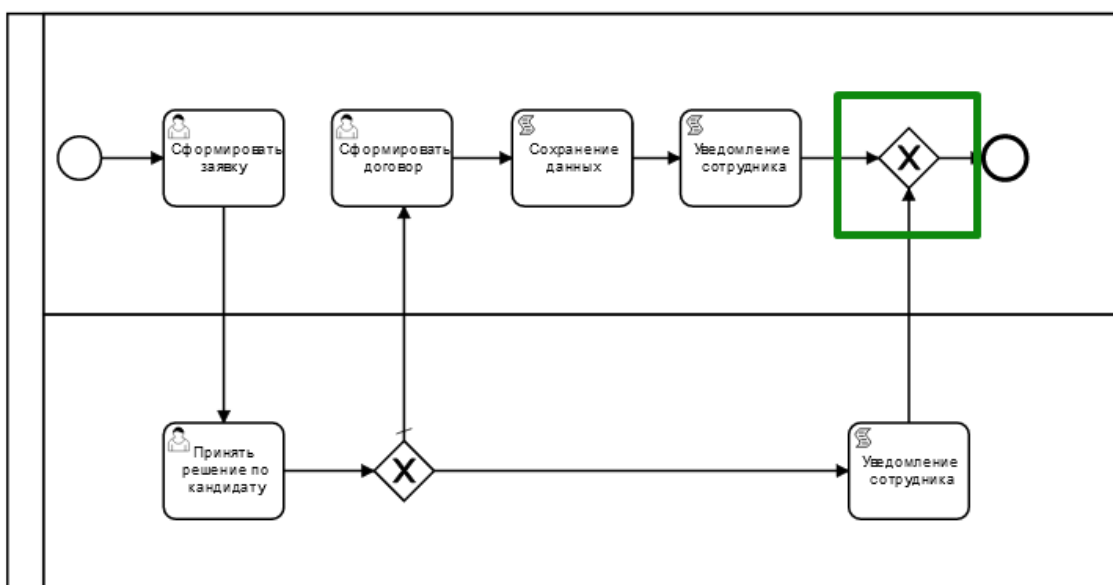 Сформировать
заявку
Сформировать
договор
Сохранение
данных
Уведомление
сотрудника
X
Принять
решение по
кандидату
X
Уведомление
сотрудника